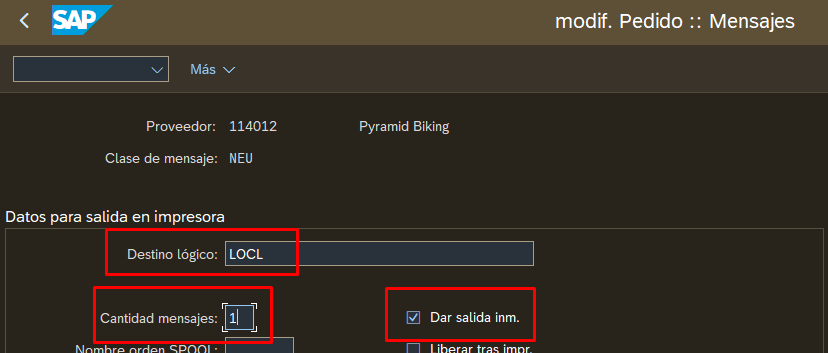 SAP
modif. Pedido :: Mensajes
Más
Proveedor: 114012 Pyramid Biking
Clase de mensaje: NEU
Datos para salida en impresora
Destino lógico: LOCL
Cantidad mensajes: 1 Dar salida inm.
Nombre orden SPOOL: Liberar tras impr.